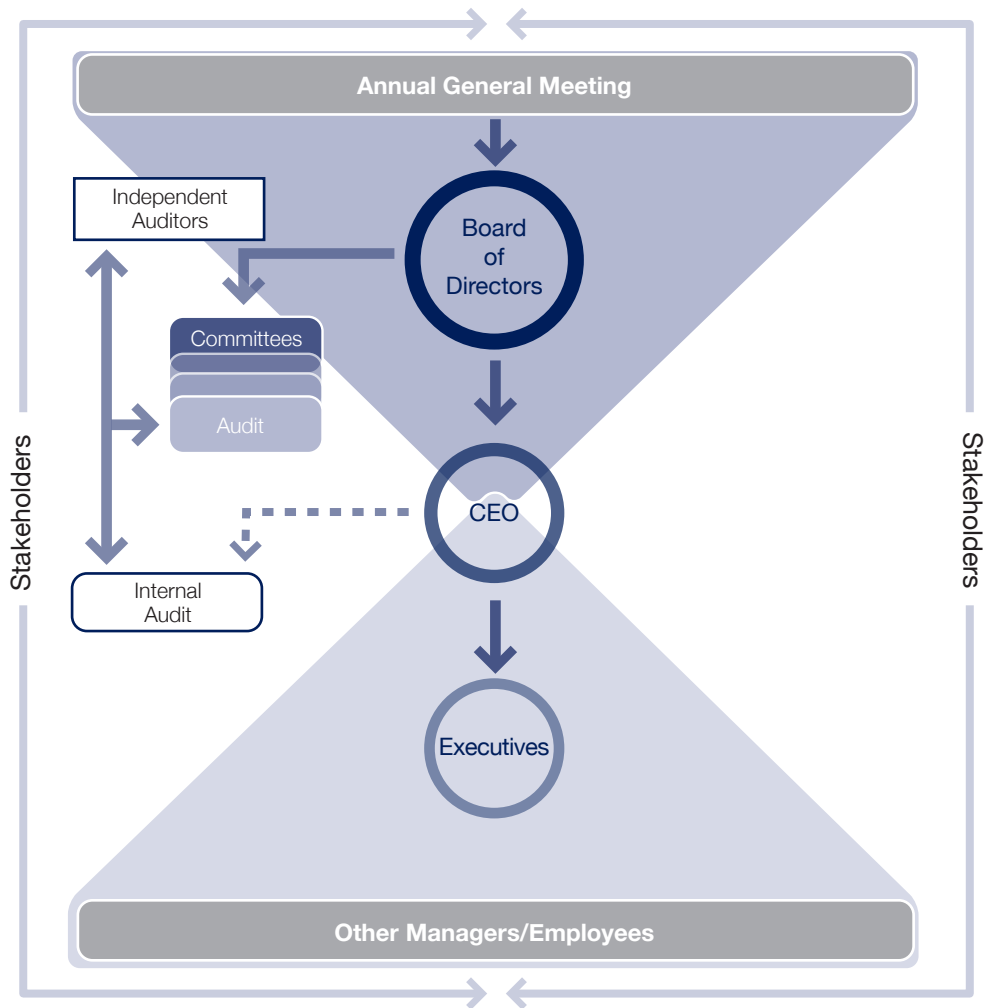 Annual General Meeting
Independent
Auditors
Board
of
Directors
Committees
Audit
Stakeholders
Stakeholders
CEO
Internal
Audit
Executives
Other Managers/Employees